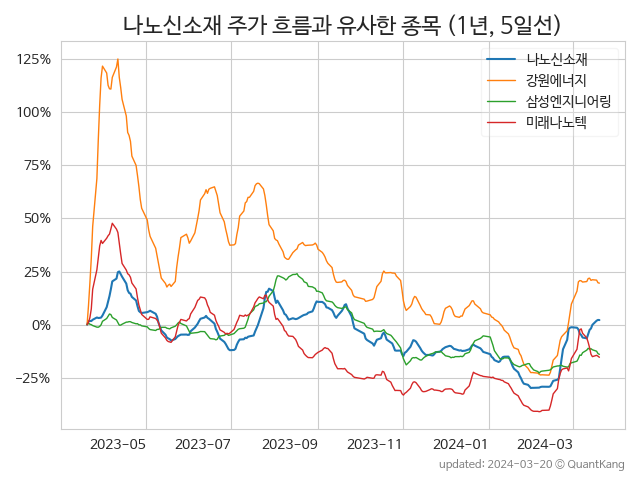 나노신소재 주가 흐름과 유사한 종목 (1년, 5일선)
125%
100%
75%
50%
25%
0%
−25%
나노신소재
강원에너지
삼성엔지니어링
미래나노텍
2023-05
2023-07
2023-09
2023-11
2024-01
2024-03
updated: 2024-03-20 © QuantKang